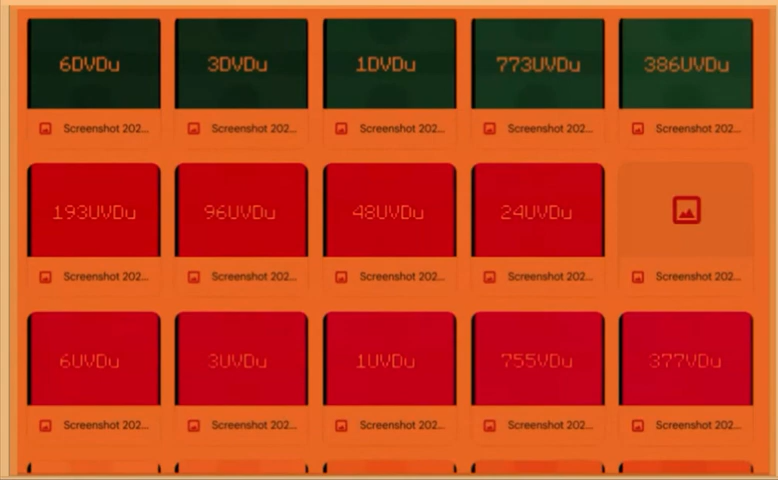 6DVDu 3DVDu 1DVDu 773UVDu 386UVDu
Screenshot 202... Screenshot 202... Screenshot 202... Screenshot 202... Screenshot 202...
193UVDu 96UVDu 48UVDu 24UVDu
Screenshot 202... Screenshot 202... Screenshot 202... Screenshot 202... Screenshot 202...
6UVDu 3UVDu 1UVDu 755VDu 377VDu
Screenshot 202... Screenshot 202... Screenshot 202... Screenshot 202... Screenshot 202...